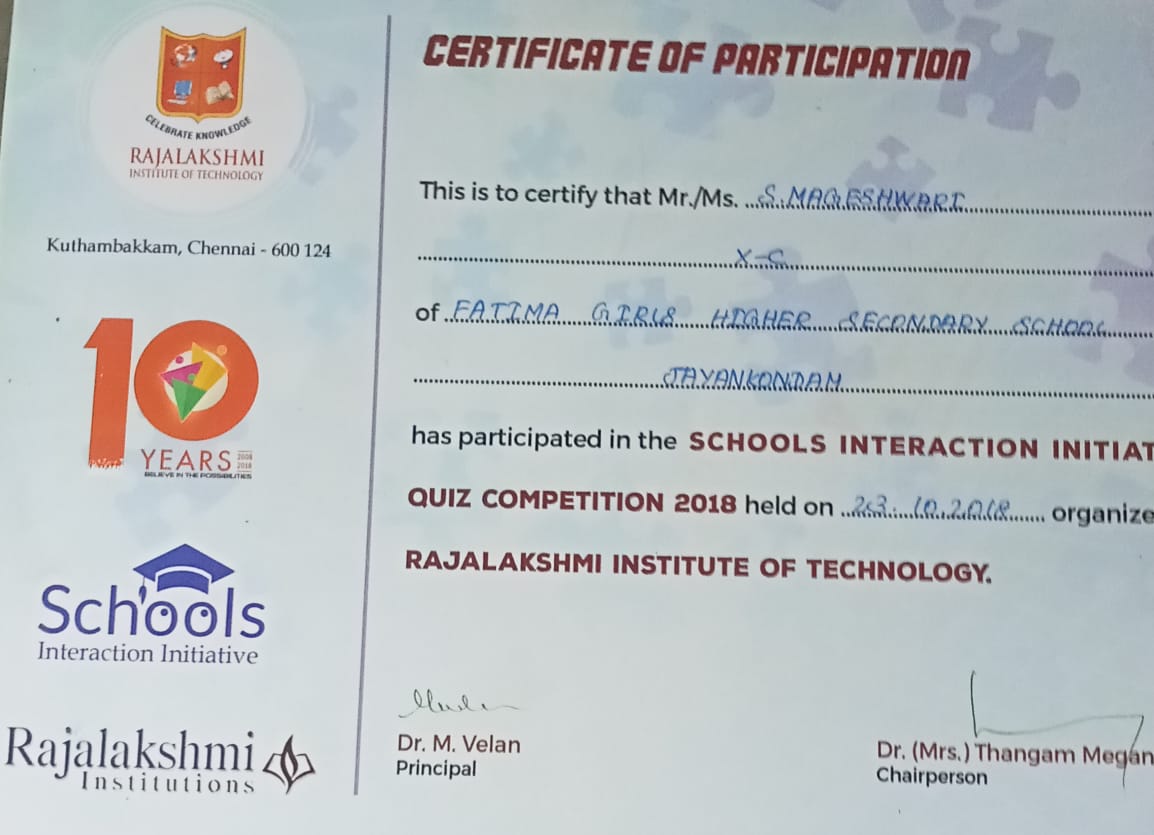 CELEBRATE KNOWLEDGE
RAJALAKSHMI
INSTITUTE OF TECHNOLOGY
Kuthambakkam, Chennai - 600 124
10
YEARS 2008 2018
BELIEVE IN THE POSSIBILITIES
Schools
Interaction Initiative
Rajalakshmi
Institutions
CERTIFICATE OF PARTICIPATION
This is to certify that Mr./Ms. S. MAGESHWARI
X-C
of FATIMA GIRLS HIGHER SECONDARY SCHOOL
JAYANKONDAM
has participated in the SCHOOLS INTERACTION INITIAT
QUIZ COMPETITION 2018 held on 23.10.2018 organize
RAJALAKSHMI INSTITUTE OF TECHNOLOGY.
Dr. M. Velan
Principal
Dr. (Mrs.) Thangam Megan
Chairperson